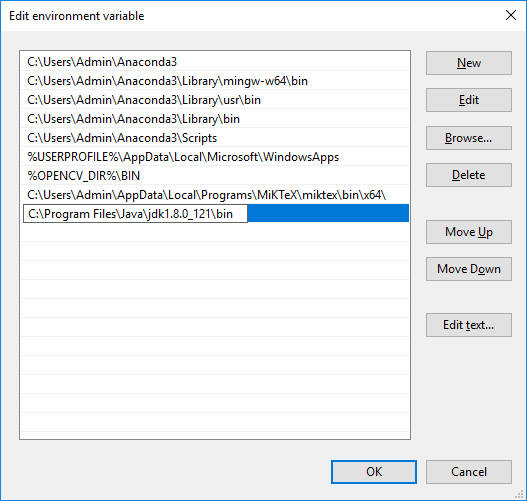 Edit environment variable
C:\Users\Admin\Anaconda3
C:\Users\Admin\Anaconda3\Library\mingw-w64\bin
C:\Users\Admin\Anaconda3\Library\usr\bin
C:\Users\Admin\Anaconda3\Library\bin
C:\Users\Admin\Anaconda3\Scripts
%USERPROFILE%\AppData\Local\Microsoft\WindowsApps
%OPENCV_DIR%\BIN
C:\Users\Admin\AppData\Local\Programs\MiKTeX\miktex\bin\x64\
C:\Program Files\Java\jdk1.8.0_121\bin
New
Edit
Browse...
Delete
Move Up
Move Down
Edit text...
OK
Cancel